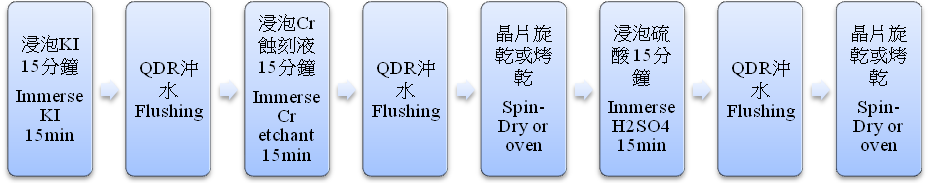 浸泡KI
15分鐘
Immerse
KI
15min
QDR沖
水
Flushing
浸泡Cr
蝕刻液
15分鐘
Immerse
Cr
etchant
15min
QDR沖
水
Flushing
晶片旋
乾或烤
乾
Spin-
Dry or
oven
浸泡硫
酸15分
鐘
Immerse
H2SO4
15min
QDR沖
水
Flushing
晶片旋
乾或烤
乾
Spin-
Dry or
oven